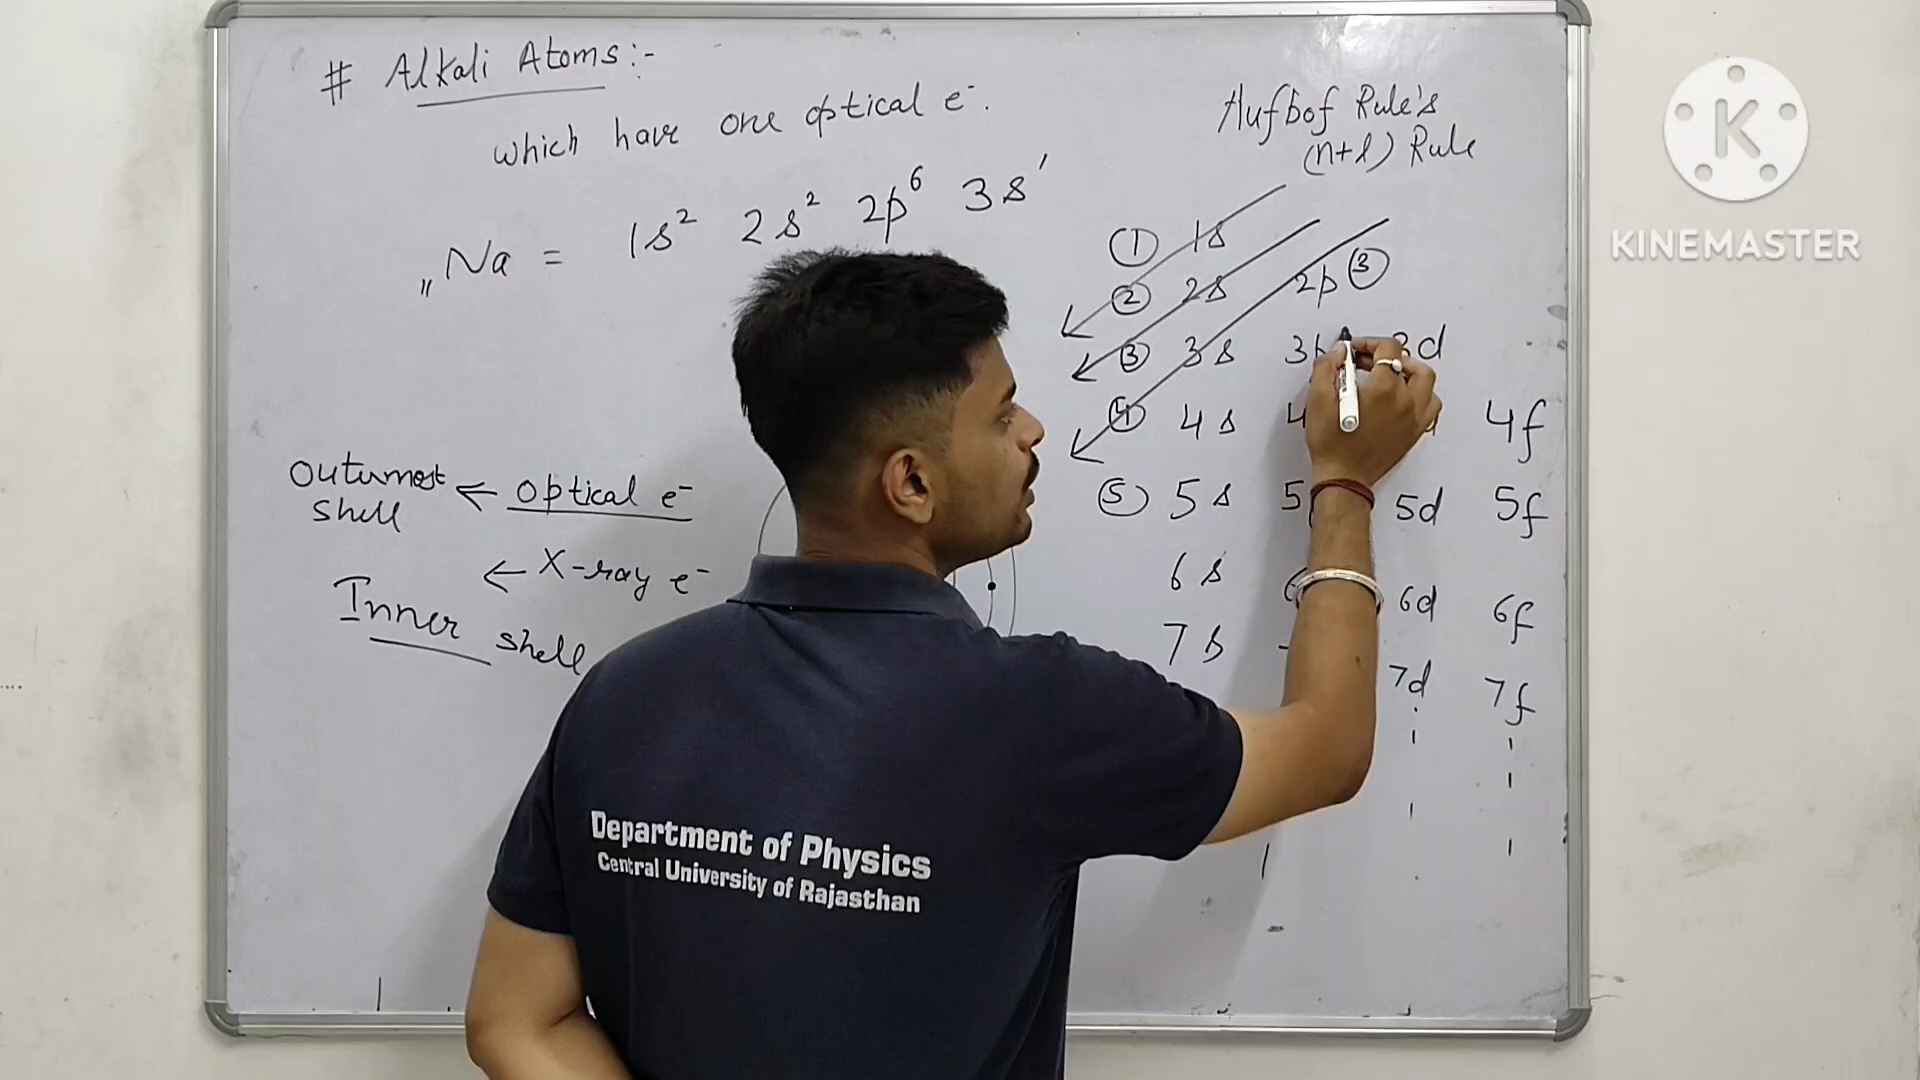 # Alkali Atoms:-
which have one optical e-.
11Na = 1s2 2s2 2p6 3s1
Outermost shell ← optical e-
← X-ray e-
Inner shell
Aufbof Rule's
(n+l) Rule
① 1s
② 2s 2p ③
③ 3s 3p 3d
④ 4s 4f
⑤ 5s 5d 5f
6s 6d 6f
7s 7d 7f
Department of Physics
Central University of Rajasthan
K
KINEMASTER